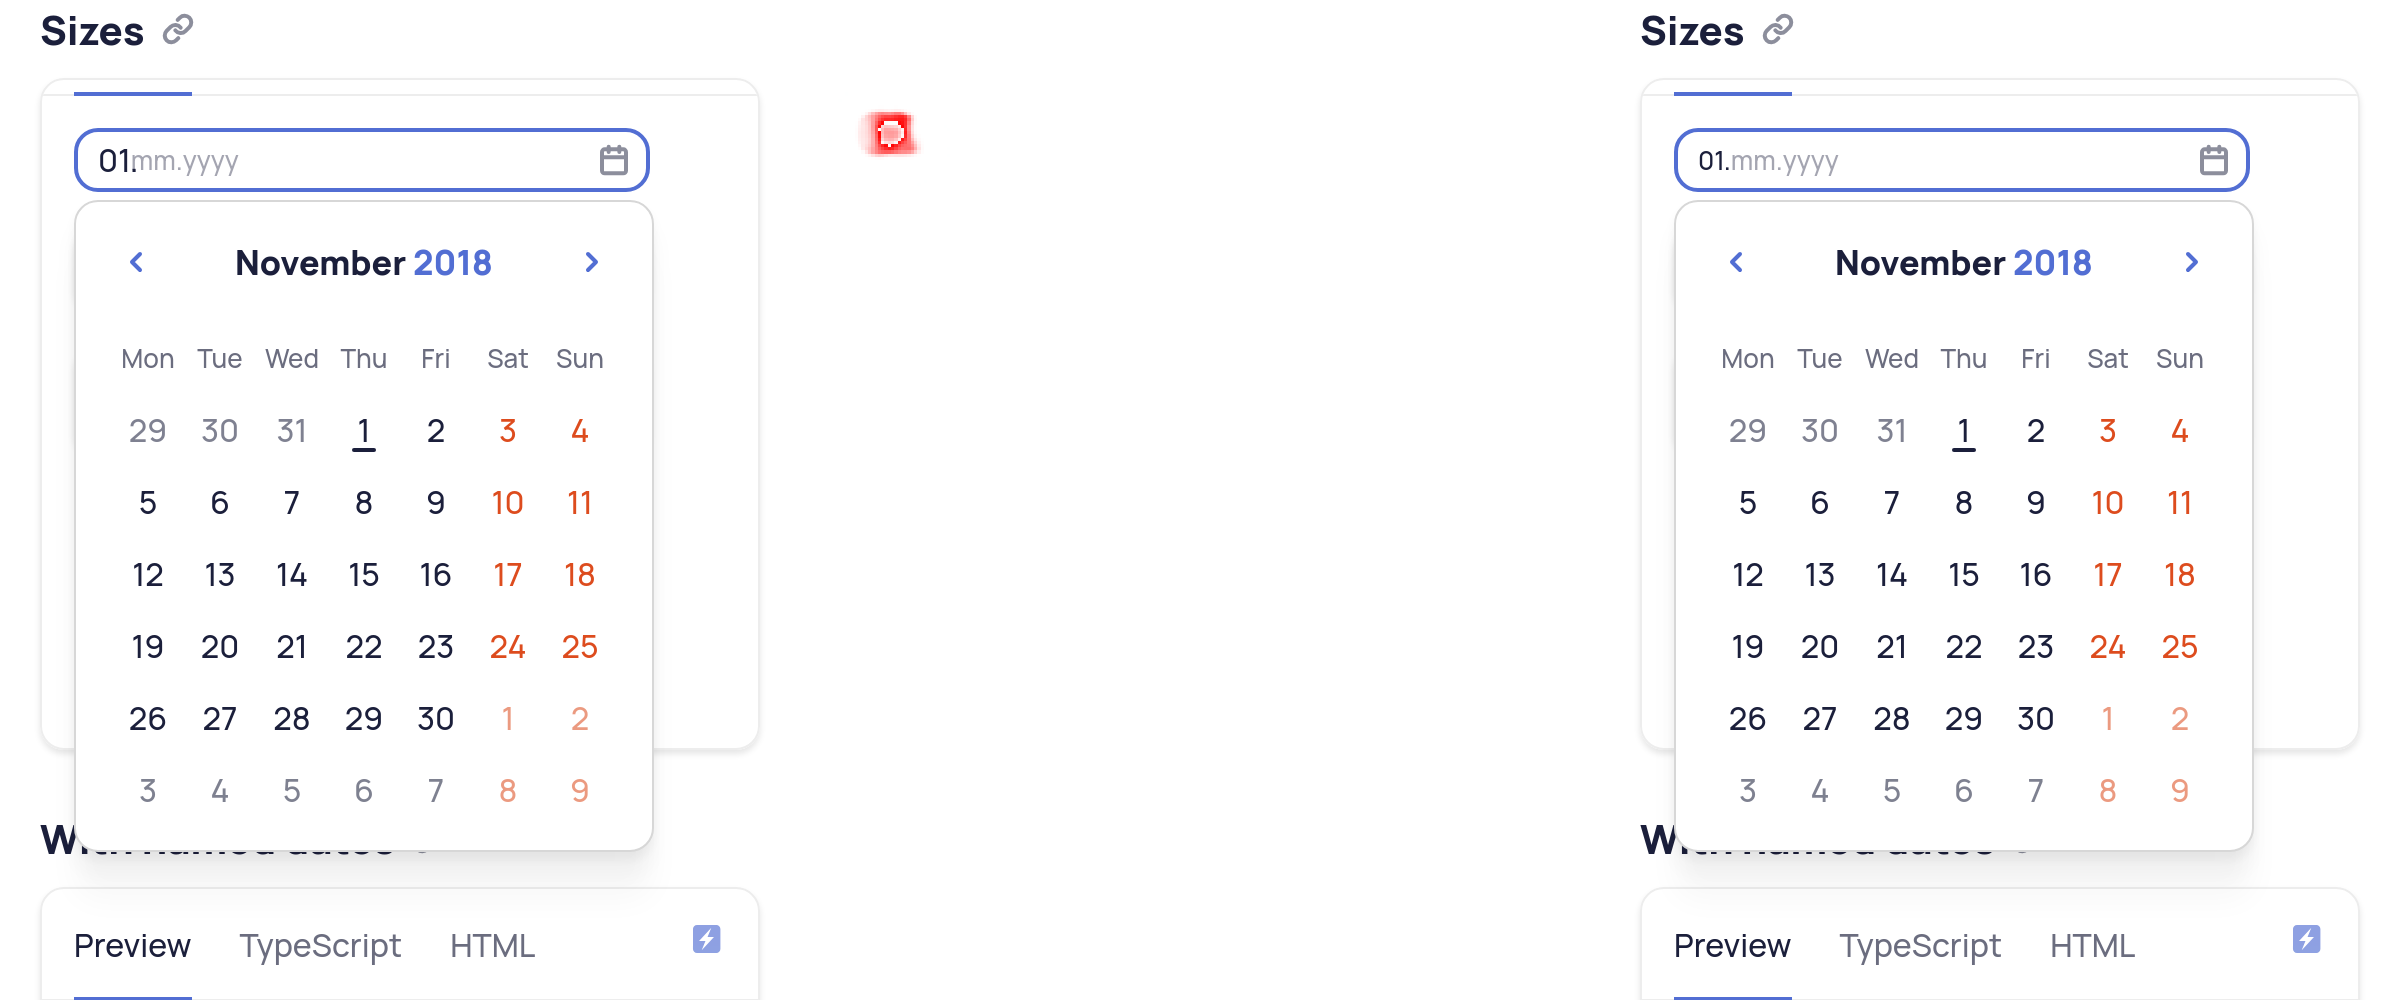 Sizes
01.mm.yyyy
November 2018
Mon Tue Wed Thu Fri Sat Sun
29 30 31 1 2 3 4
5 6 7 8 9 10 11
12 13 14 15 16 17 18
19 20 21 22 23 24 25
26 27 28 29 30 1 2
3 4 5 6 7 8 9
With named dates
Preview TypeScript HTML
Sizes
01.mm.yyyy
November 2018
Mon Tue Wed Thu Fri Sat Sun
29 30 31 1 2 3 4
5 6 7 8 9 10 11
12 13 14 15 16 17 18
19 20 21 22 23 24 25
26 27 28 29 30 1 2
3 4 5 6 7 8 9
With named dates
Preview TypeScript HTML